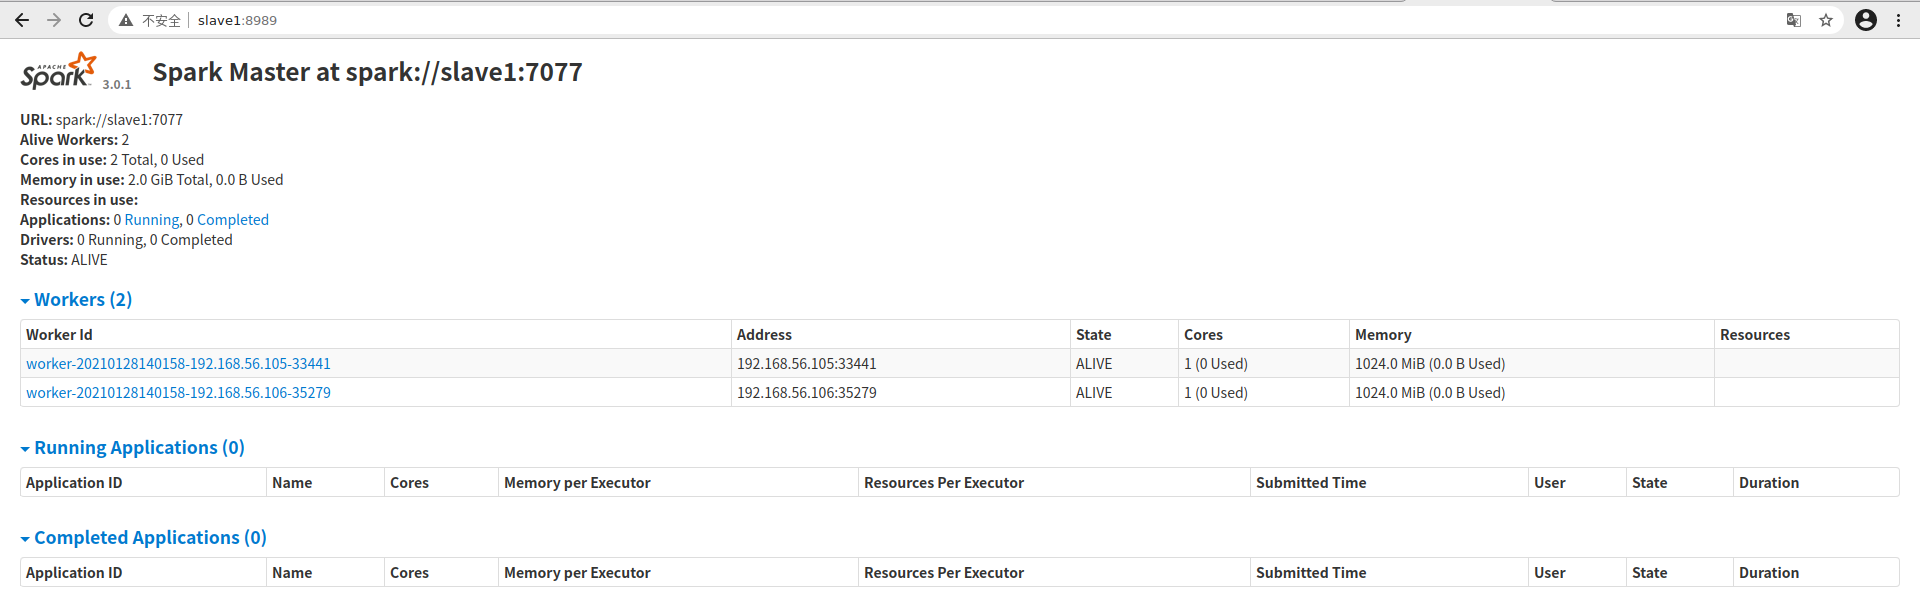 不安全 slave1:8989
APACHE Spark 3.0.1 Spark Master at spark://slave1:7077
URL: spark://slave1:7077
Alive Workers: 2
Cores in use: 2 Total, 0 Used
Memory in use: 2.0 GiB Total, 0.0 B Used
Resources in use:
Applications: 0 Running, 0 Completed
Drivers: 0 Running, 0 Completed
Status: ALIVE
Workers (2)
Worker Id Address State Cores Memory Resources
worker-20210128140158-192.168.56.105-33441 192.168.56.105:33441 ALIVE 1 (0 Used) 1024.0 MiB (0.0 B Used)
worker-20210128140158-192.168.56.106-35279 192.168.56.106:35279 ALIVE 1 (0 Used) 1024.0 MiB (0.0 B Used)
Running Applications (0)
Application ID Name Cores Memory per Executor Resources Per Executor Submitted Time User State Duration
Completed Applications (0)
Application ID Name Cores Memory per Executor Resources Per Executor Submitted Time User State Duration